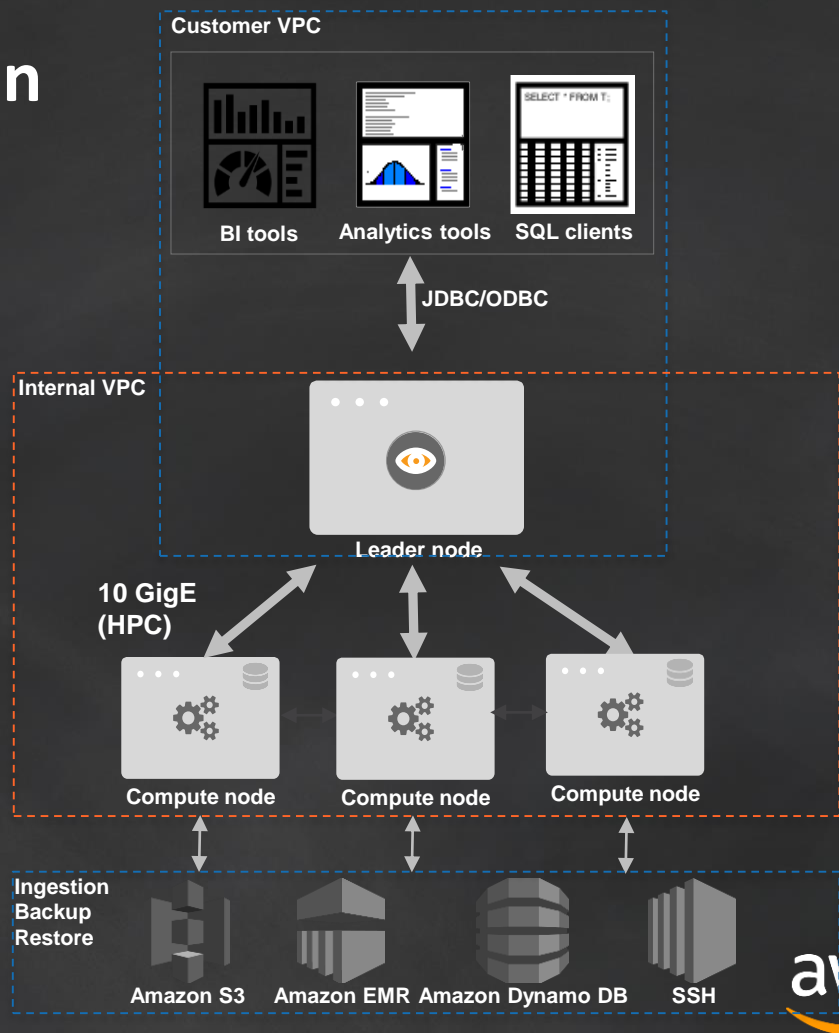 Customer VPC
n
SELECT * FROM T;
BI tools
Analytics tools
SQL clients
JDBC/ODBC
Internal VPC
Leader node
10 GigE
(HPC)
Compute node
Compute node
Compute node
Ingestion
Backup
Restore
Amazon S3
Amazon EMR
Amazon Dynamo DB
SSH
aw